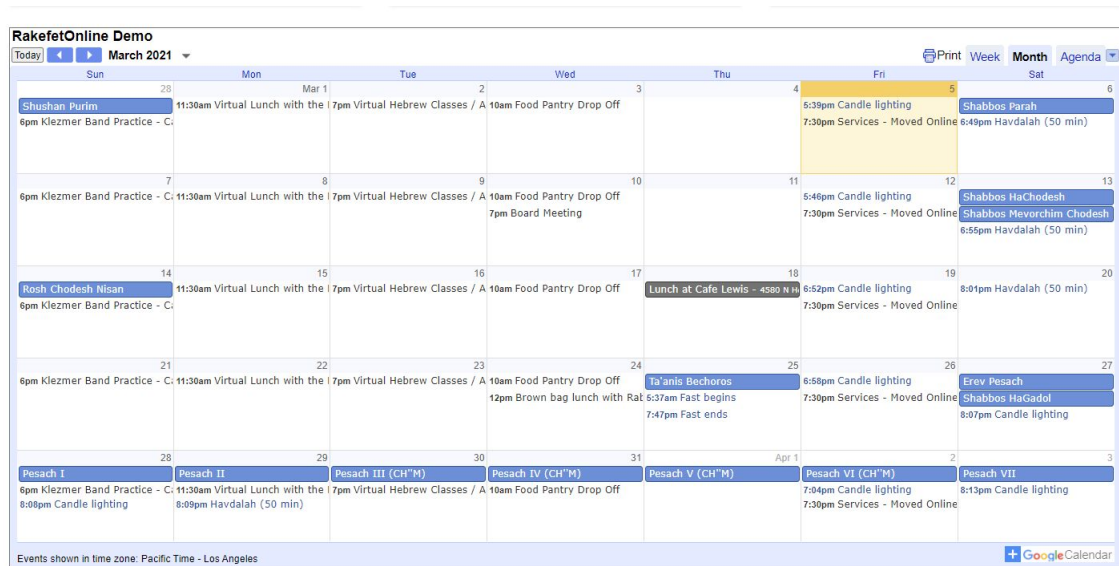 RakefetOnline Demo
Today March 2021 Print Week Month Agenda
Sun Mon Tue Wed Thu Fri Sat
28 Mar 1 2 3 4 5 6
Shushan Purim 11:30am Virtual Lunch with the 7pm Virtual Hebrew Classes / A 10am Food Pantry Drop Off 5:39pm Candle lighting Shabbos Parah
6pm Klezmer Band Practice - 7:30pm Services - Moved Online 6:49pm Havdalah (50 min)
7 8 9 10 11 12 13
6pm Klezmer Band Practice - 11:30am Virtual Lunch with the 7pm Virtual Hebrew Classes / A 10am Food Pantry Drop Off 5:46pm Candle lighting Shabbos HaChodesh
7pm Board Meeting 7:30pm Services - Moved Online Shabbos Mevorchim Chodesh
6:55pm Havdalah (50 min)
14 15 16 17 18 19 20
Rosh Chodesh Nisan 11:30am Virtual Lunch with the 7pm Virtual Hebrew Classes / A 10am Food Pantry Drop Off Lunch at Cafe Lewis - 4580 N 6:52pm Candle lighting 8:01pm Havdalah (50 min)
6pm Klezmer Band Practice - 7:30pm Services - Moved Online
21 22 23 24 25 26 27
6pm Klezmer Band Practice - 11:30am Virtual Lunch with the 7pm Virtual Hebrew Classes / A 10am Food Pantry Drop Off Ta'anis Bechoros 6:58pm Candle lighting Erev Pesach
12pm Brown bag lunch with 5:37am Fast begins 7:30pm Services - Moved Online Shabbos HaGadol
7:47pm Fast ends 8:07pm Candle lighting
28 29 30 31 Apr 1 2 3
Pesach I Pesach II Pesach III (CH"M) Pesach IV (CH"M) Pesach V (CH"M) Pesach VI (CH"M) Pesach VII
6pm Klezmer Band Practice - 11:30am Virtual Lunch with the 7pm Virtual Hebrew Classes / A 10am Food Pantry Drop Off 7:04pm Candle lighting 8:13pm Candle lighting
8:08pm Candle lighting 8:09pm Havdalah (50 min) 7:30pm Services - Moved Online
Events shown in time zone: Pacific Time - Los Angeles + GoogleCalendar